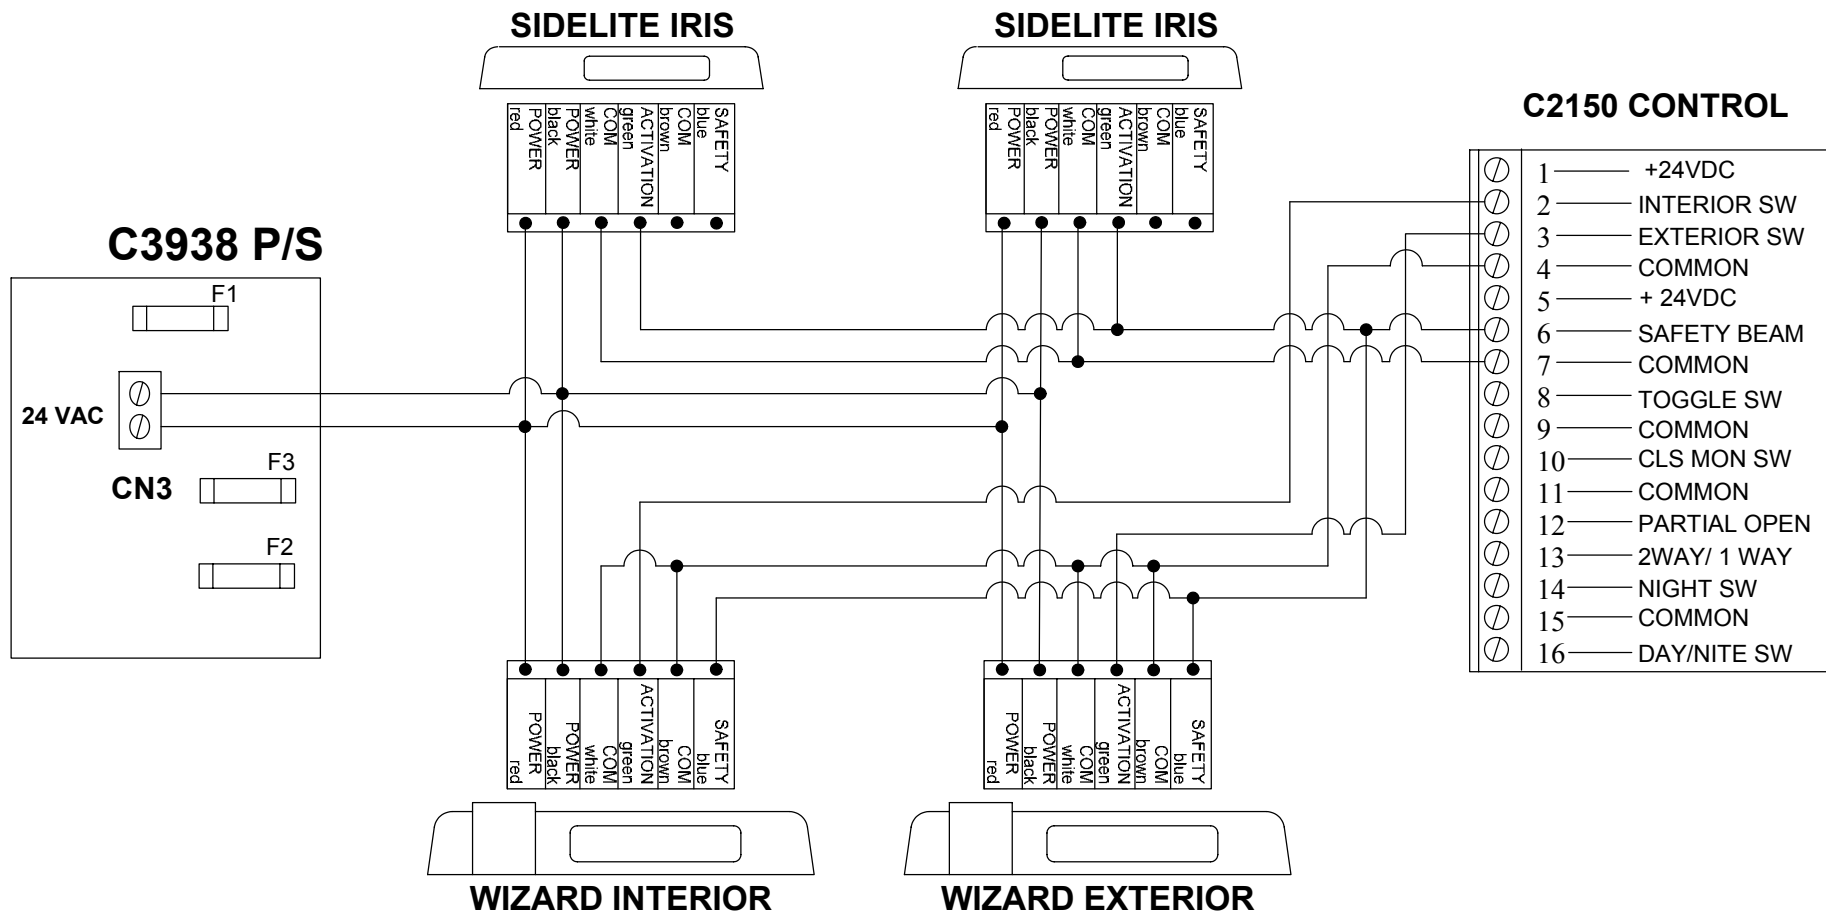 SIDELITE IRIS
SIDELITE IRIS
red
POWER
black
POWER
white
COM
green
ACTIVATION
brown
COM
blue
SAFETY
red
POWER
black
POWER
white
COM
green
ACTIVATION
brown
COM
blue
SAFETY
C2150 CONTROL
1 +24VDC
2 INTERIOR SW
3 EXTERIOR SW
4 COMMON
5 + 24VDC
6 SAFETY BEAM
7 COMMON
8 TOGGLE SW
9 COMMON
10 CLS MON SW
11 COMMON
12 PARTIAL OPEN
13 2WAY/ 1 WAY
14 NIGHT SW
15 COMMON
16 DAY/NITE SW
C3938 P/S
F1
24 VAC
CN3
F3
F2
red
POWER
black
POWER
white
COM
green
ACTIVATION
brown
COM
blue
SAFETY
red
POWER
black
POWER
white
COM
green
ACTIVATION
brown
COM
blue
SAFETY
WIZARD INTERIOR
WIZARD EXTERIOR